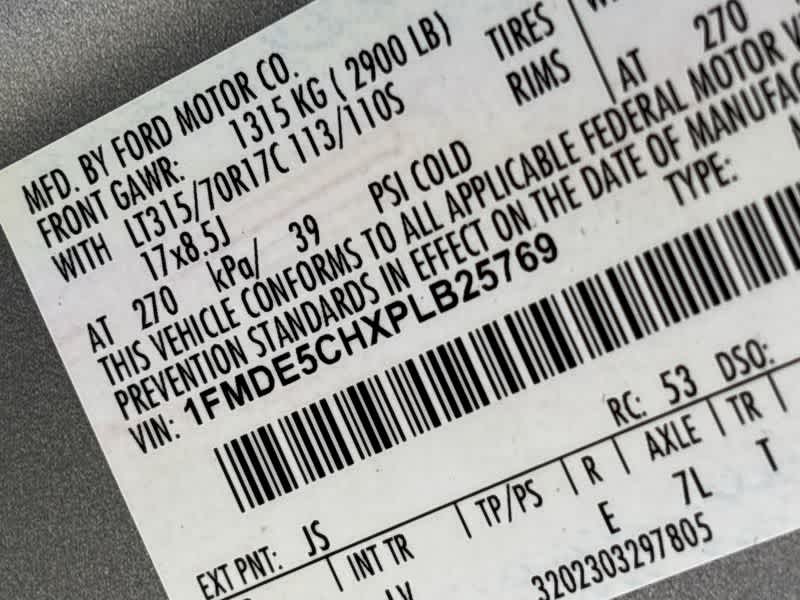 MFD. BY FORD MOTOR CO.
FRONT GAWR: 1315 KG ( 2900 LB)
WITH LT315/70R17C 113/110S TIRES
17x8.5J RIMS
AT 270 kPa/ 39 PSI COLD AT 270
THIS VEHICLE CONFORMS TO ALL APPLICABLE FEDERAL MOTOR
PREVENTION STANDARDS IN EFFECT ON THE DATE OF MANUFAC
VIN: 1FMDE5CHXPLB25769 TYPE:
EXT PNT: JS RC: 53 DSO:
INT TR TP/PS R AXLE TR
E 7L T
3202303297805